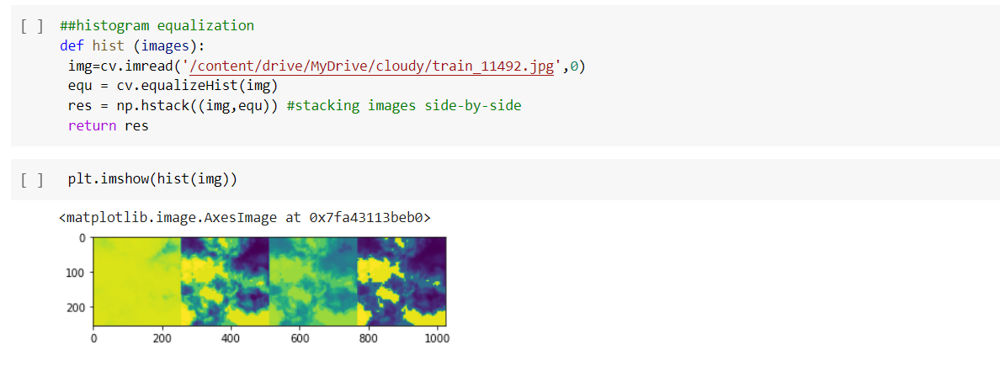 [ ] ##histogram equalization
def hist (images):
img=cv.imread('/content/drive/MyDrive/cloudy/train_11492.jpg',0)
equ = cv.equalizeHist(img)
res = np.hstack((img,equ)) #stacking images side-by-side
return res
[ ] plt.imshow(hist(img))
<matplotlib.image.AxesImage at 0x7fa43113beb0>
0
100
200
0 200 400 600 800 1000